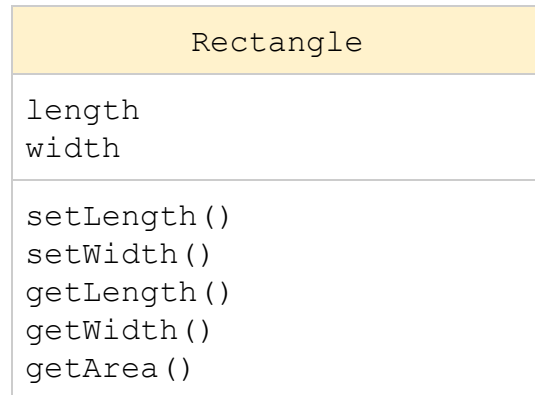 Rectangle
length
width
setLength()
setWidth()
getLength()
getWidth()
getArea()